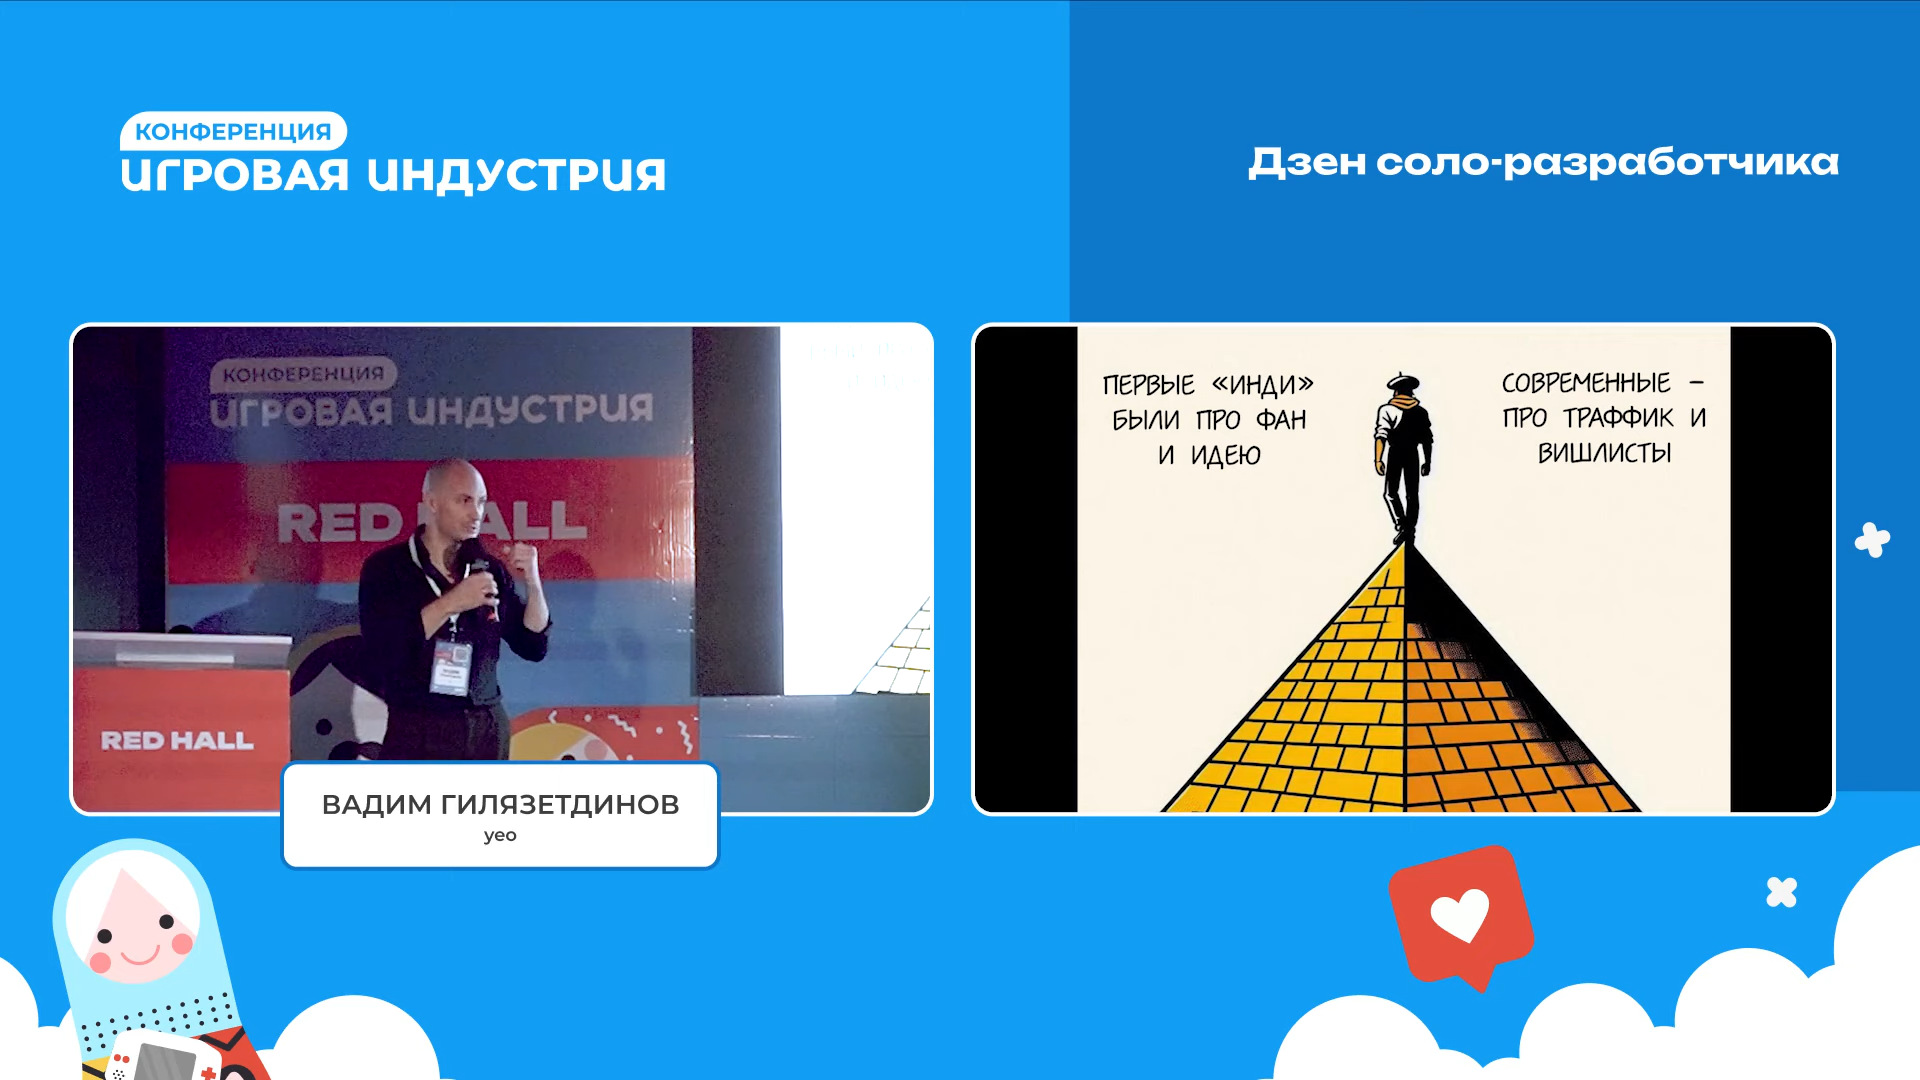 КОНФЕРЕНЦИЯ
ИГРОВАЯ ИНДУСТРИЯ
Дзен соло-разработчика
КОНФЕРЕНЦИЯ
ИГРОВАЯ ИНДУСТРИЯ
RED HALL
RED HALL
ВАДИМ ГИЛЯЗЕТДИНОВ
yeo
ПЕРВЫЕ «ИНДИ»
БЫЛИ ПРО ФАН
И ИДЕЮ
СОВРЕМЕННЫЕ –
ПРО ТРАФФИК И
ВИШЛИСТЫ